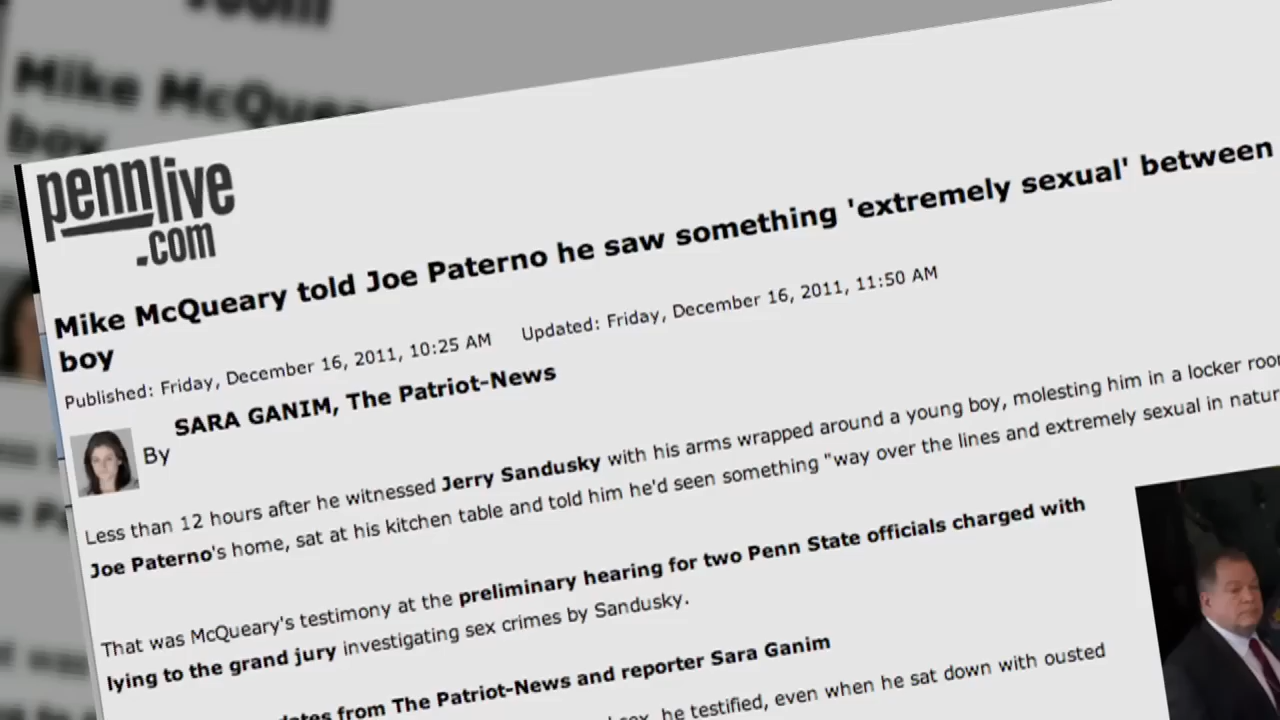 room
Mike McQueary
boy
pennlive
.com
Mike McQueary told Joe Paterno he saw something 'extremely sexual' between
boy
Published: Friday, December 16, 2011, 10:25 AM Updated: Friday, December 16, 2011, 11:50 AM
By SARA GANIM, The Patriot-News
Less than 12 hours after he witnessed Jerry Sandusky with his arms wrapped around a young boy, molesting him in a locker
Joe Paterno's home, sat at his kitchen table and told him he'd seen something "way over the lines and extremely sexual in
That was McQueary's testimony at the preliminary hearing for two Penn State officials charged with
lying to the grand jury investigating sex crimes by Sandusky.
from The Patriot-News and reporter Sara Ganim
he testified, even when he sat down with ousted